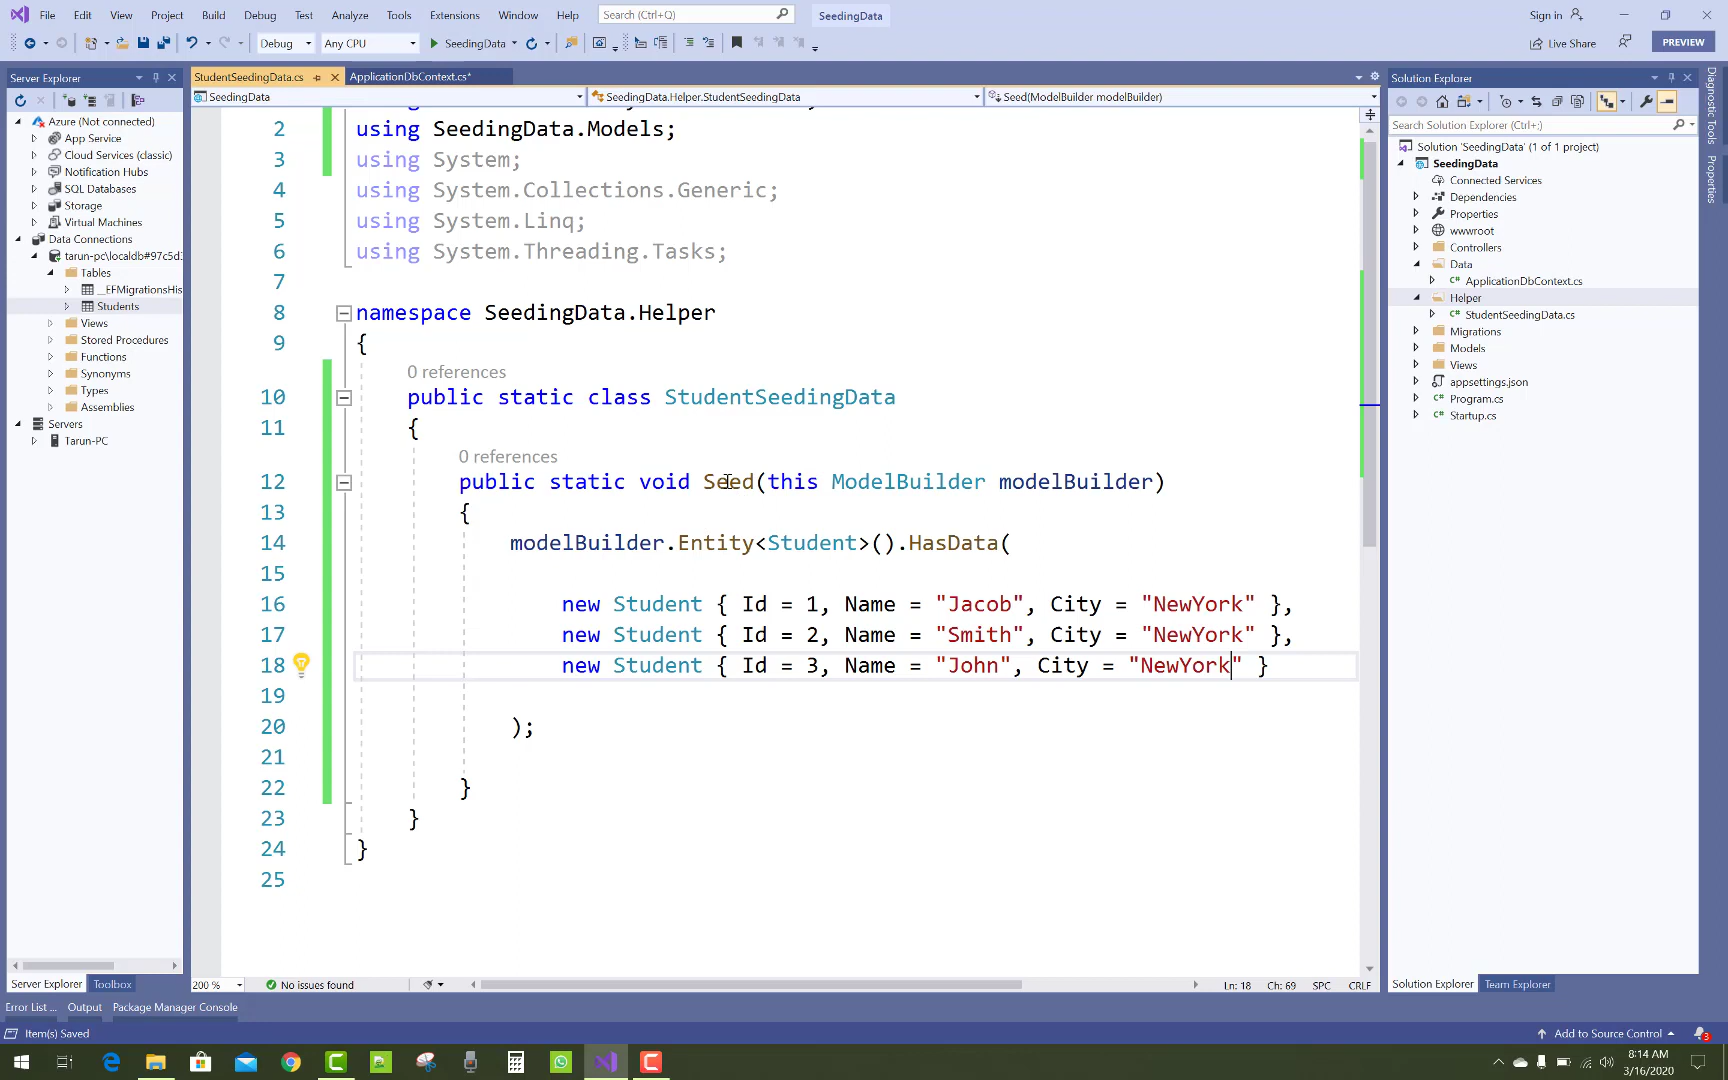 File Edit View Project Build Debug Test Analyze Tools Extensions Window Help Search (Ctrl+Q) SeedingData Sign in
Debug Any CPU SeedingData Live Share PREVIEW
Server Explorer
Azure (Not connected)
App Service
Cloud Services (classic)
Notification Hubs
SQL Databases
Storage
Virtual Machines
Data Connections
tarun-pc\localdb#97c5d3
Tables
__EFMigrationsHis
Students
Views
Stored Procedures
Functions
Synonyms
Types
Assemblies
Servers
Tarun-PC
Server Explorer Toolbox
StudentSeedingData.cs ApplicationDbContext.cs*
SeedingData SeedingData.Helper.StudentSeedingData Seed(ModelBuilder modelBuilder)
2 using SeedingData.Models;
3 using System;
4 using System.Collections.Generic;
5 using System.Linq;
6 using System.Threading.Tasks;
7
8 namespace SeedingData.Helper
9 {
0 references
10 public static class StudentSeedingData
11 {
0 references
12 public static void Seed(this ModelBuilder modelBuilder)
13 {
14 modelBuilder.Entity<Student>().HasData(
15
16 new Student { Id = 1, Name = "Jacob", City = "NewYork" },
17 new Student { Id = 2, Name = "Smith", City = "NewYork" },
18 new Student { Id = 3, Name = "John", City = "NewYork" }
19
20 );
21
22 }
23 }
24 }
25
200 % No issues found Ln: 18 Ch: 69 SPC CRLF
Solution Explorer
Search Solution Explorer (Ctrl+;)
Solution 'SeedingData' (1 of 1 project)
SeedingData
Connected Services
Dependencies
Properties
wwwroot
Controllers
Data
ApplicationDbContext.cs
Helper
StudentSeedingData.cs
Migrations
Models
Views
appsettings.json
Program.cs
Startup.cs
Solution Explorer Team Explorer
Diagnostic Tools
Properties
Error List ... Output Package Manager Console
Item(s) Saved Add to Source Control 3
8:14 AM
3/16/2020